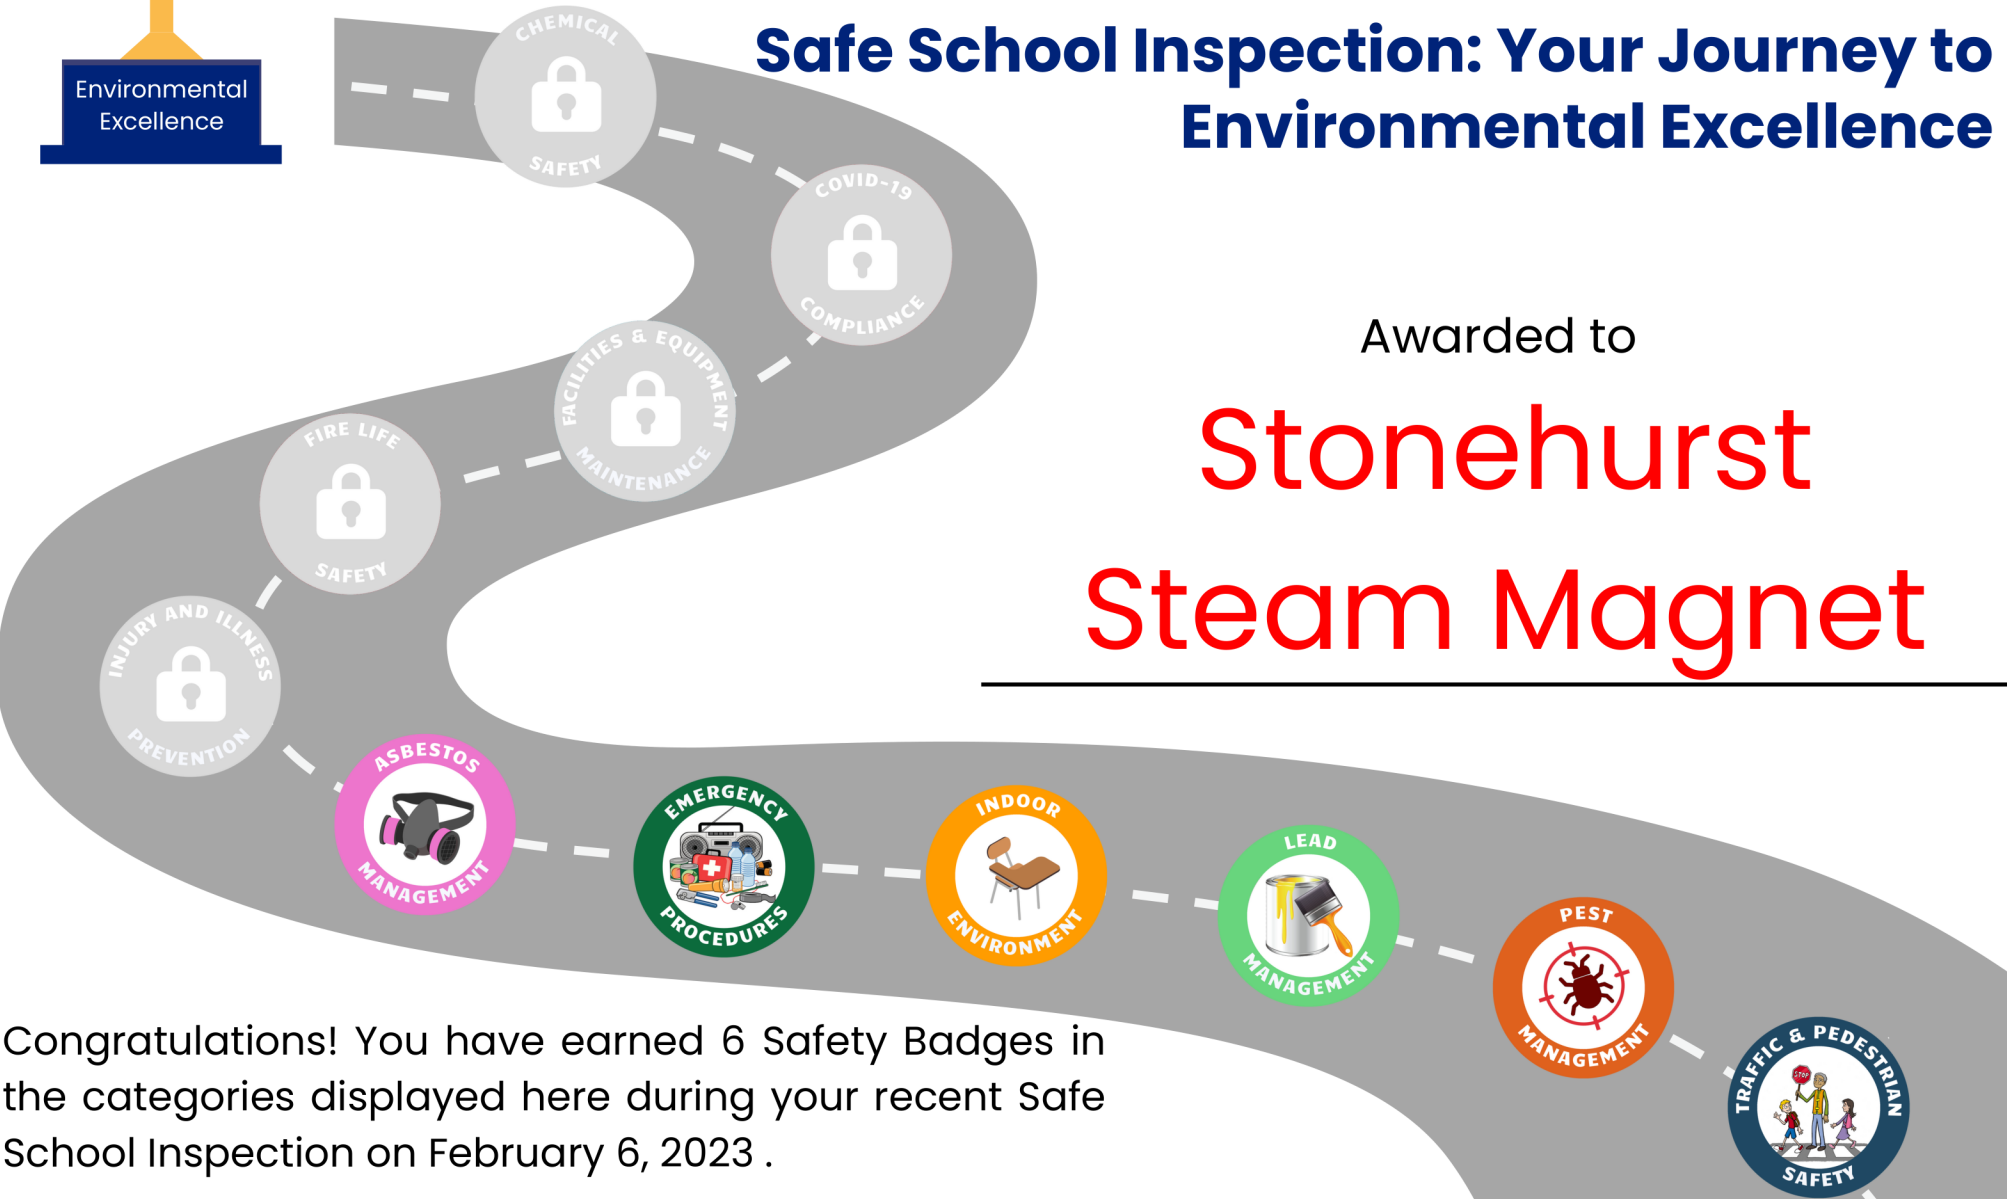 Safe School Inspection: Your Journey to
Environmental Excellence
Environmental
Excellence
CHEMICAL
SAFETY
COVID-19
COMPLIANCE
FACILITIES & EQUIPMENT
MAINTENANCE
FIRE LIFE
SAFETY
INJURY AND ILLNESS
PREVENTION
Awarded to
Stonehurst
Steam Magnet
ASBESTOS
MANAGEMENT
EMERGENCY
PROCEDURES
INDOOR
ENVIRONMENT
LEAD
MANAGEMENT
PEST
MANAGEMENT
TRAFFIC & PEDESTRIAN
STOP
SAFETY
Congratulations! You have earned 6 Safety Badges in
the categories displayed here during your recent Safe
School Inspection on February 6, 2023 .